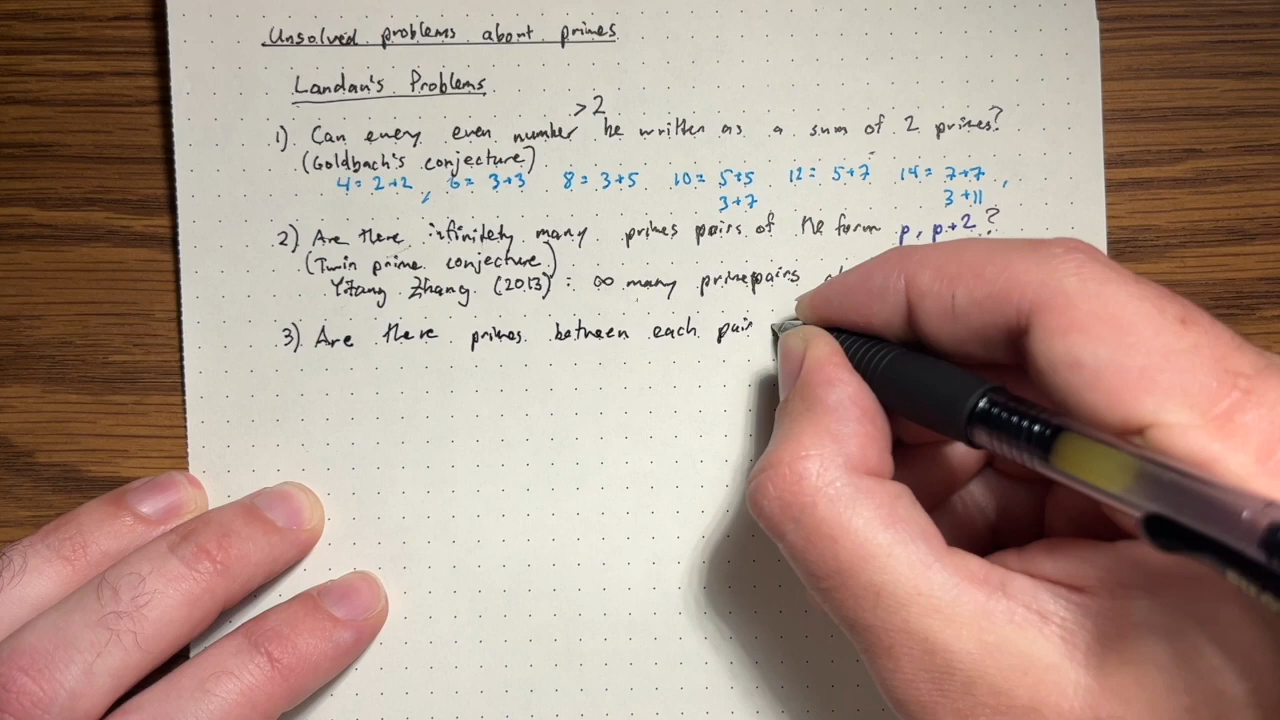 Unsolved problems about primes
Landau's Problems
> 2
1) Can every even number be written as a sum of 2 primes?
(Goldbach's conjecture)
4 = 2+2, 6 = 3+3 8 = 3+5 10 = 5+5 12 = 5+7 14 = 7+7,
3+7 3+11
2) Are there infinitely many primes pairs of the form p, p+2?
(Twin prime conjecture)
Yitang Zhang (2013): ∞ many prime pairs
3) Are there primes between each pair